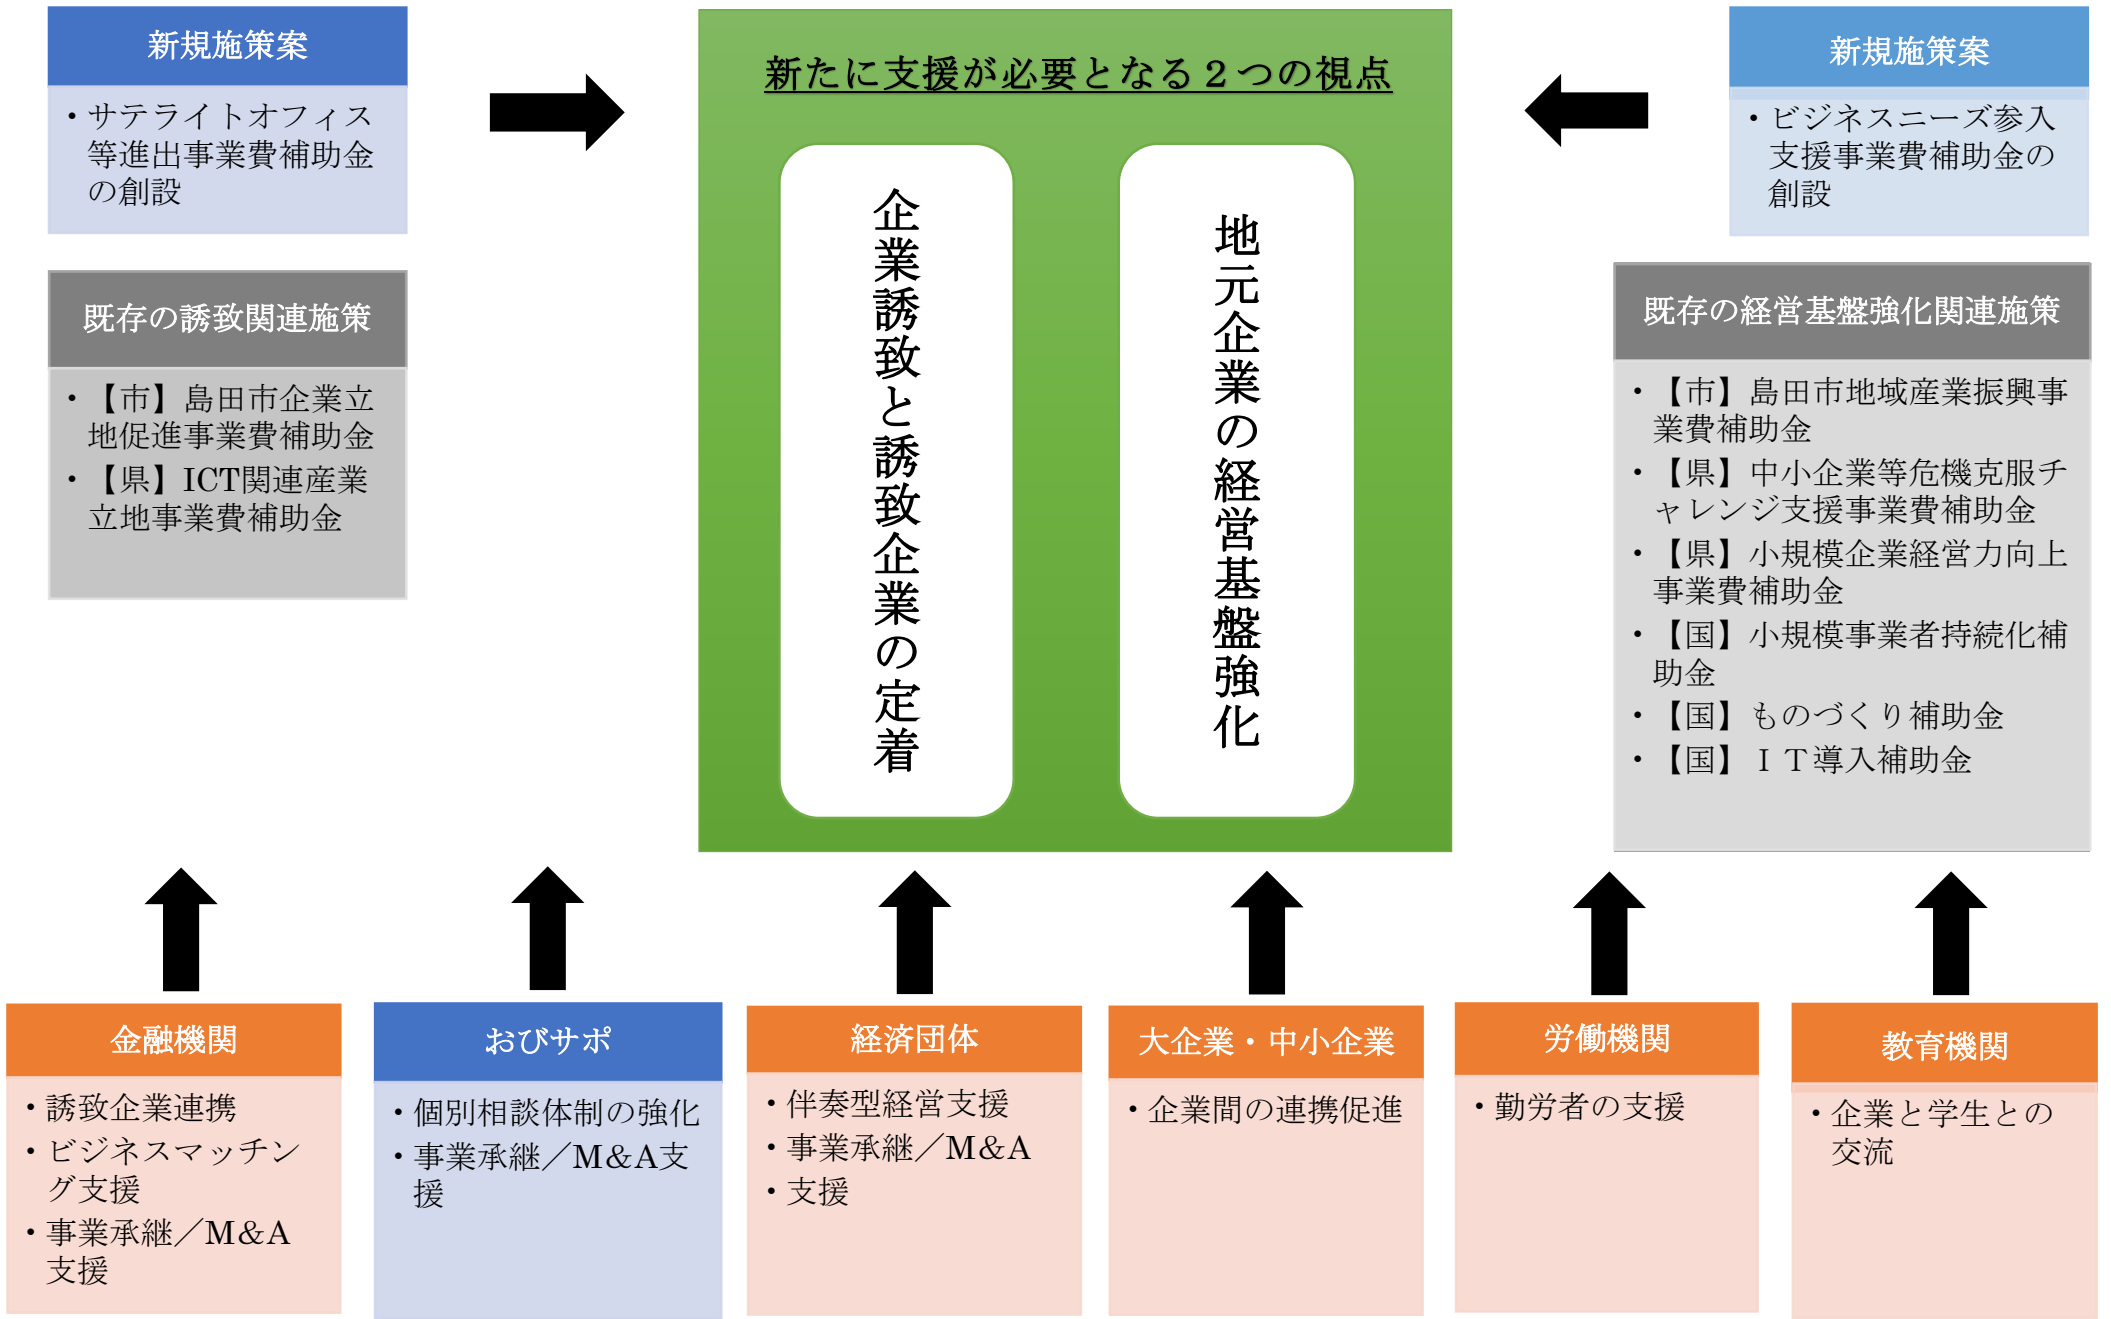 新規施策案
・サテライトオフィス
等進出事業費補助金
の創設
既存の誘致関連施策
・【市】島田市企業立
地促進事業費補助金
・【県】ICT関連産業
立地事業費補助金
新たに支援が必要となる２つの視点
企業誘致と誘致企業の定着
地元企業の経営基盤強化
新規施策案
・ビジネスニーズ参入
支援事業費補助金の
創設
既存の経営基盤強化関連施策
・【市】島田市地域産業振興事
業費補助金
・【県】中小企業等危機克服チ
ャレンジ支援事業費補助金
・【県】小規模企業経営力向上
事業費補助金
・【国】小規模事業者持続化補
助金
・【国】ものづくり補助金
・【国】ＩＴ導入補助金
金融機関
・誘致企業連携
・ビジネスマッチン
グ支援
・事業承継／M&A
支援
おびサポ
・個別相談体制の強化
・事業承継／M&A支
援
経済団体
・伴奏型経営支援
・事業承継／M&A
・支援
大企業・中小企業
・企業間の連携促進
労働機関
・勤労者の支援
教育機関
・企業と学生との
交流